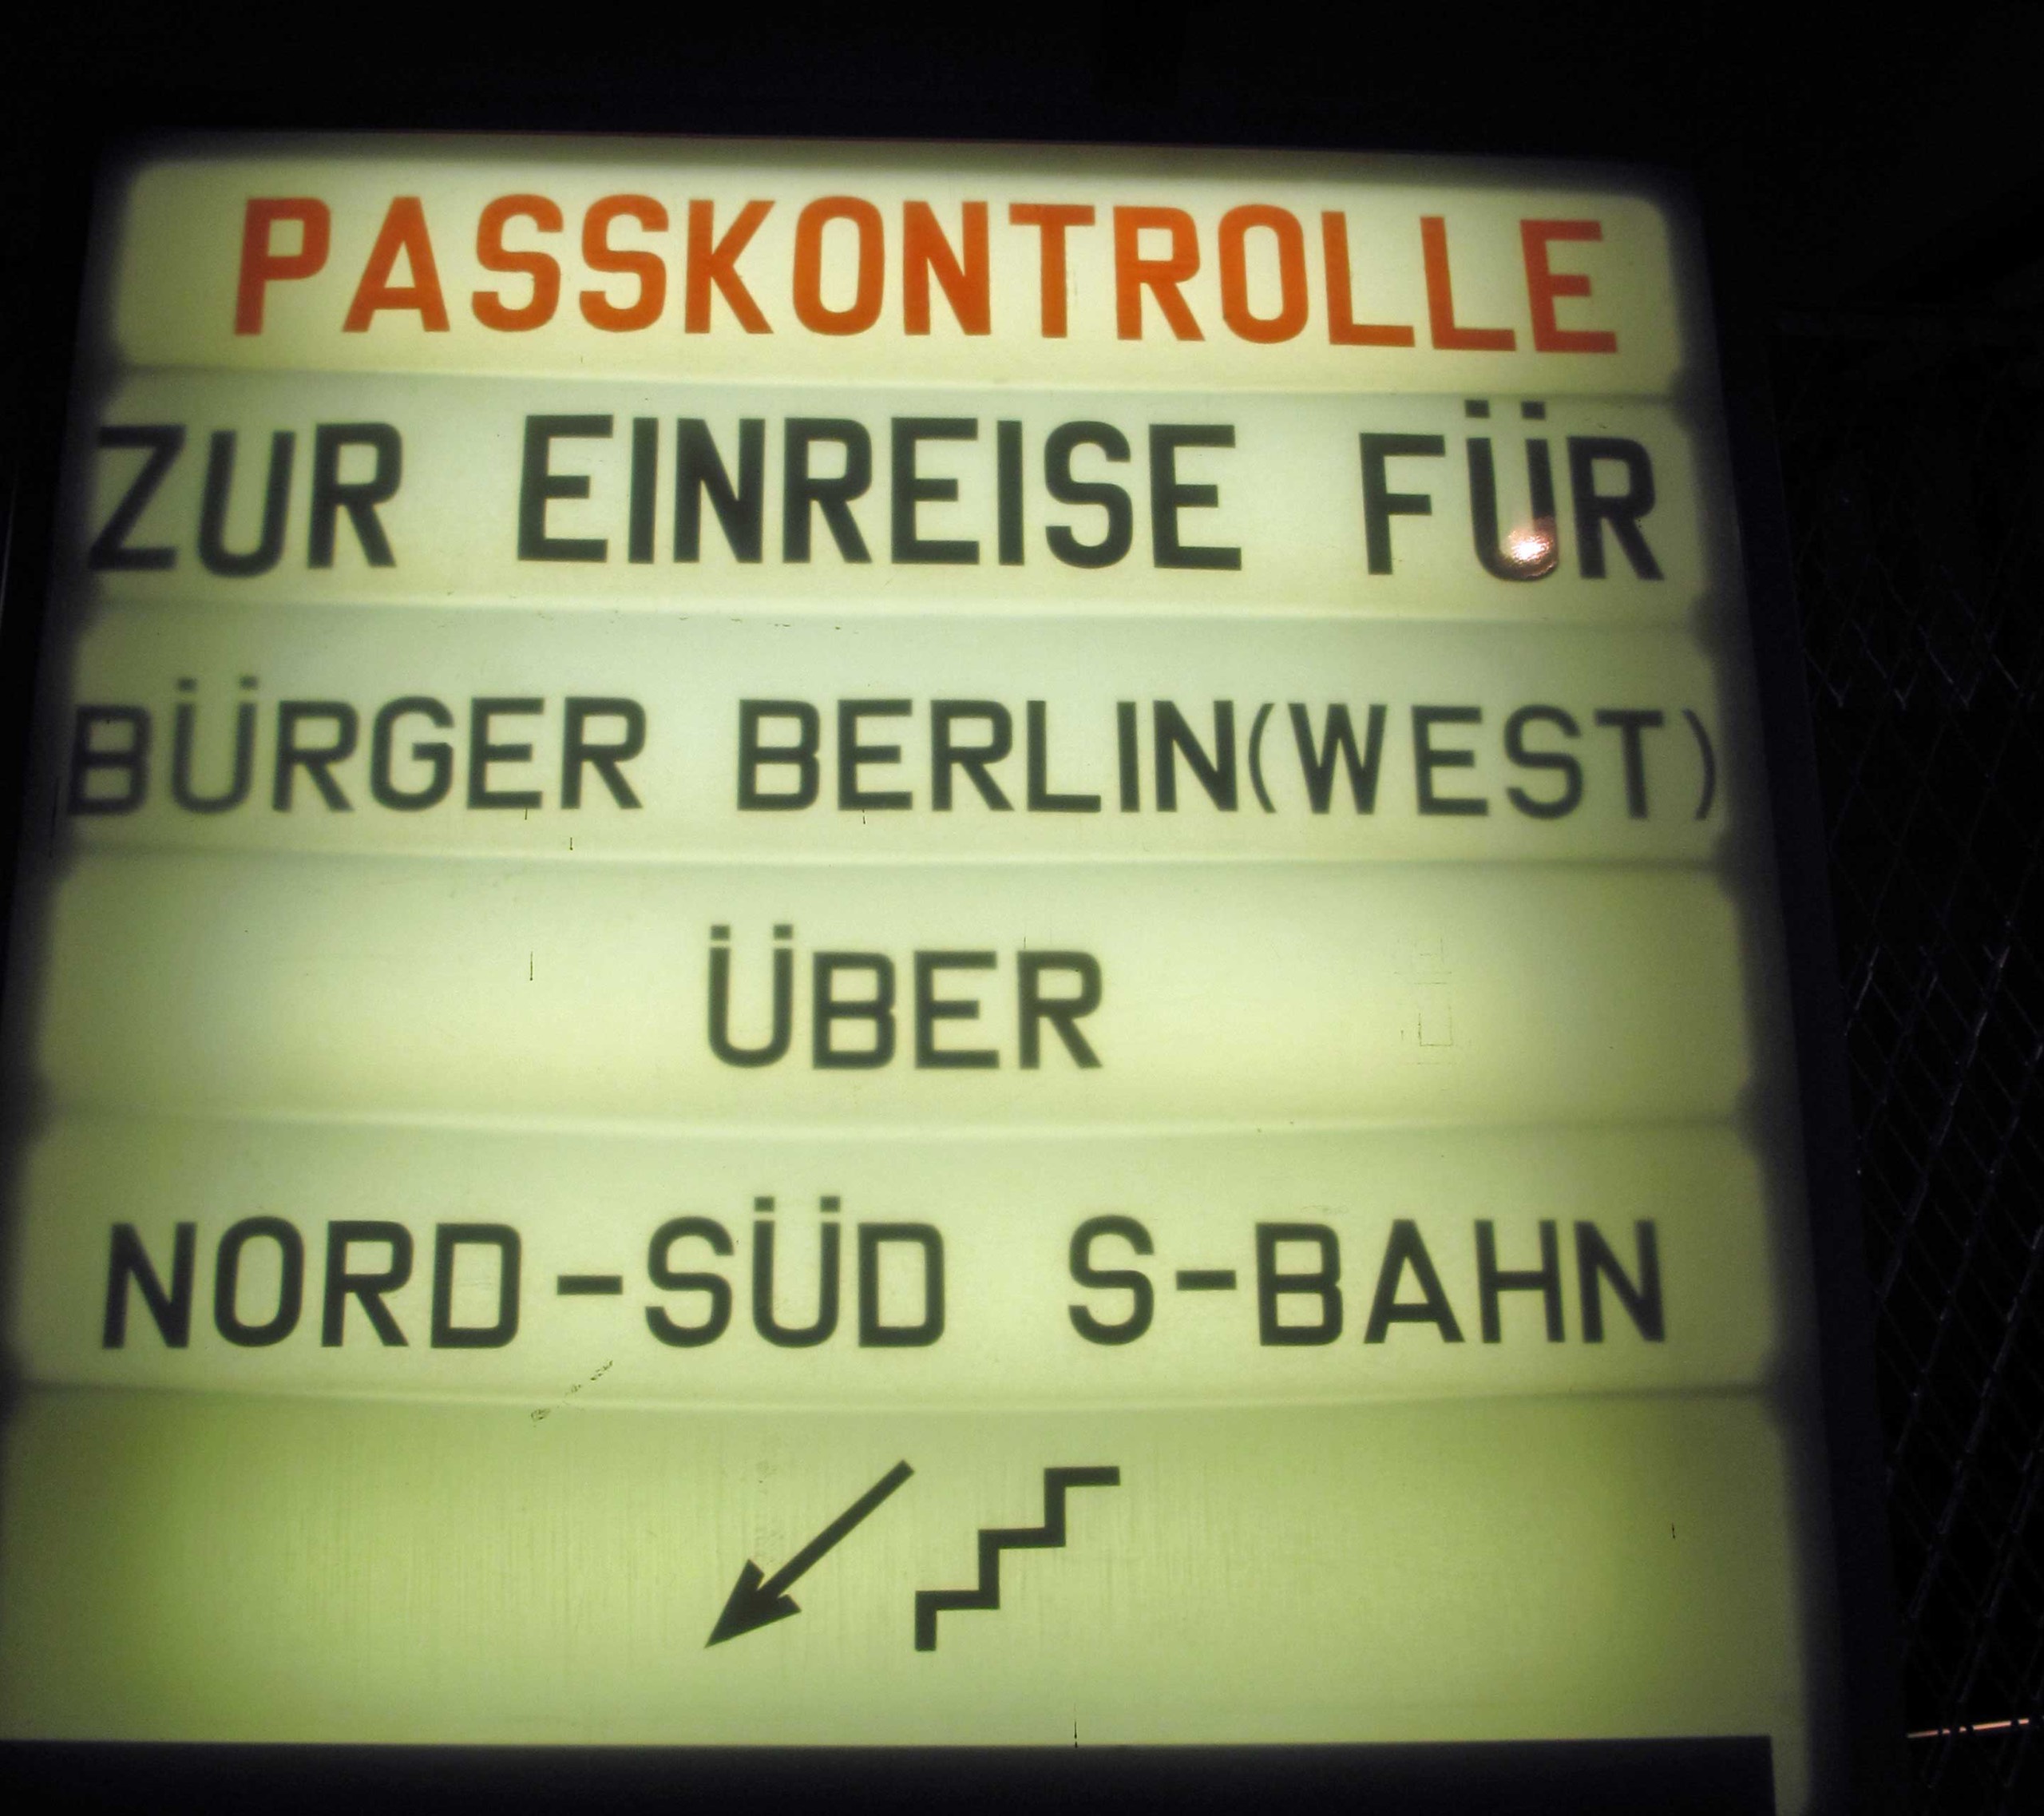 PASSKONTROLLE
ZUR EINREISE FÜR
BÜRGER BERLIN(WEST)
ÜBER
NORD-SÜD S-BAHN